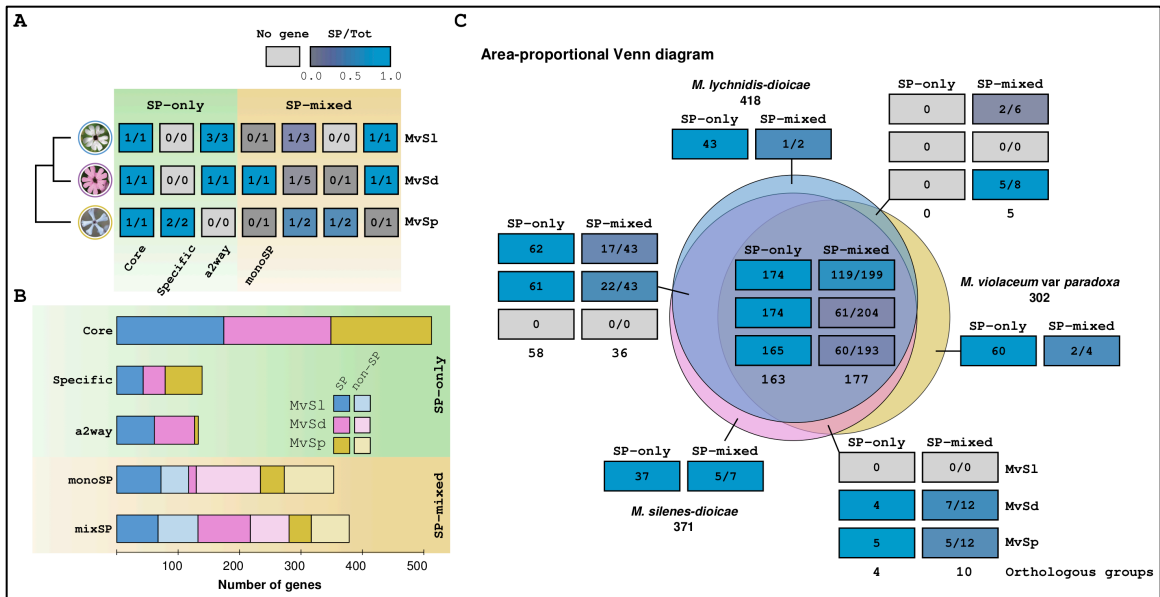 A
No gene SP/Tot
0.0 0.5 1.0
SP-only SP-mixed
1/1 0/0 3/3 0/1 1/3 0/0 1/1 MvSl
1/1 0/0 1/1 1/1 1/5 0/1 1/1 MvSd
1/1 2/2 0/0 0/1 1/2 1/2 0/1 MvSp
Core Specific a2way monoSP
B
Core
Specific
a2way
monoSP
mixSP
SP-only
SP-mixed
SP non-SP
MvSl
MvSd
MvSp
100 200 300 400 500
Number of genes
C
Area-proportional Venn diagram
M. lychnidis-dioicae
418
SP-only SP-mixed
43 1/2
SP-only SP-mixed
0 2/6
0 0/0
0 5/8
0 5
SP-only SP-mixed
62 17/43
61 22/43
0 0/0
58 36
SP-only SP-mixed
174 119/199
174 61/204
165 60/193
163 177
M. violaceum var paradoxa
302
SP-only SP-mixed
60 2/4
SP-only SP-mixed
37 5/7
M. silenes-dioicae
371
SP-only SP-mixed
0 0/0 MvSl
4 7/12 MvSd
5 5/12 MvSp
4 10 Orthologous groups